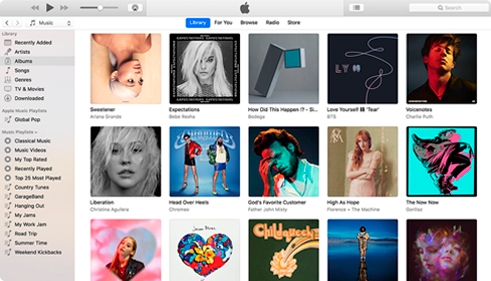 Music
Library
For You
Browse
Radio
Store
Search
Library
Recently Added
Artists
Albums
Songs
Genres
TV & Movies
Downloaded
Apple Music Playlists
Global Pop
Music Playlists
Classical Music
Music Videos
My Top Rated
Recently Played
Top 25 Most Played
Country Tunes
GarageBand
Hanging Out
My Jams
My Work Jam
Road Trip
Summer Time
Weekend Kickbacks
Sweetener
Ariana Grande
Expectations
Bebe Rexha
How Did This Happen !? - Si...
Bodega
LYN
Love Yourself 轉 'Tear'
BTS
Voicenotes
Charlie Puth
Liberation
Christina Aguilera
CHROMEO
Head Over Heels
Chromeo
God's Favorite Customer
Father John Misty
High As Hope
Florence + The Machine
The Now Now
Gorillaz
Childqueen